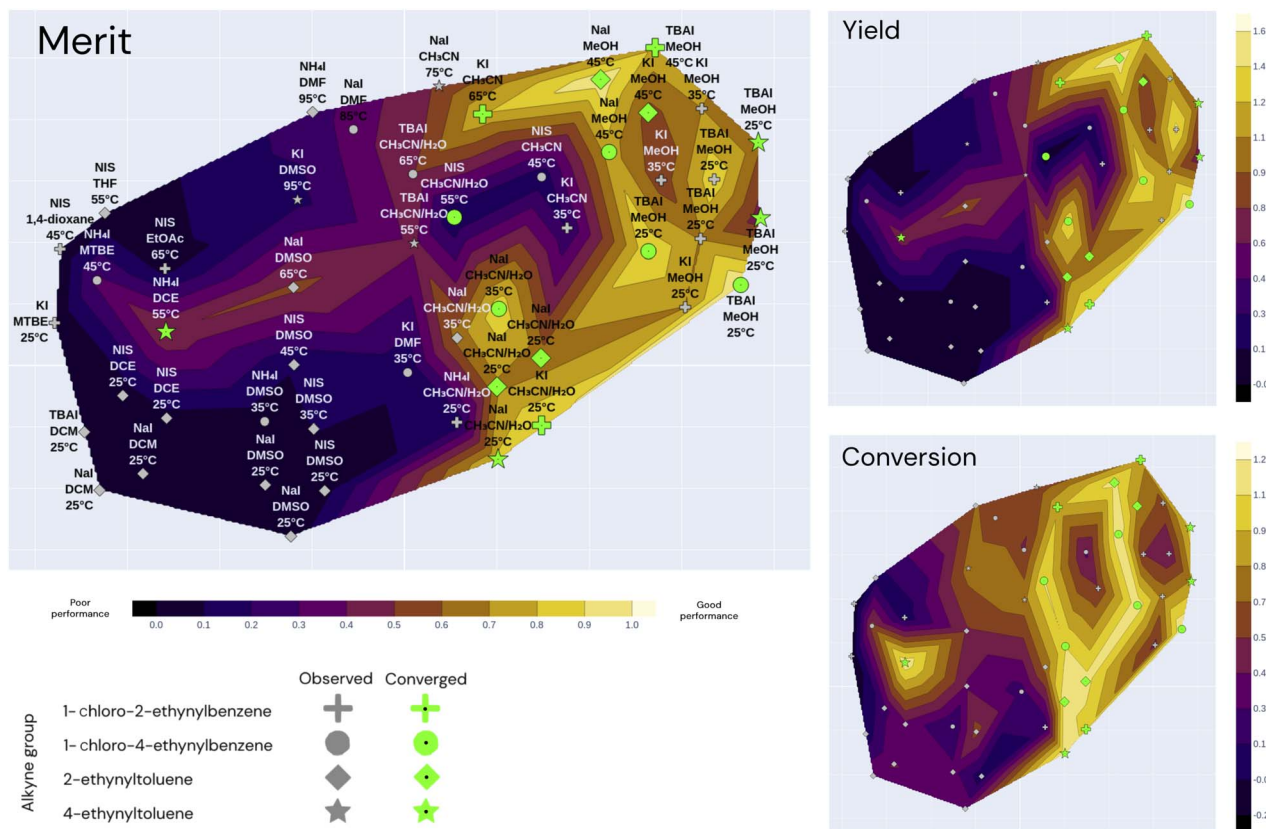 Merit
NaI
CH₃CN
75°C
KI
CH₃CN
65°C
NaI
MeOH
45°C
TBAI
MeOH
45°C
KI
MeOH
45°C
KI
MeOH
35°C
TBAI
MeOH
25°C
NH₄I
DMF
95°C
NaI
DMF
85°C
NaI
MeOH
45°C
TBAI
CH₃CN/H₂O
65°C
NIS
CH₃CN
45°C
KI
MeOH
35°C
TBAI
MeOH
25°C
KI
DMSO
95°C
NIS
CH₃CN/H₂O
55°C
KI
CH₃CN
35°C
NIS
THF
55°C
TBAI
CH₃CN/H₂O
55°C
TBAI
MeOH
25°C
TBAI
MeOH
25°C
NIS
1,4-dioxane
45°C
NH₄I
MTBE
45°C
NIS
EtOAc
65°C
NaI
DMSO
65°C
TBAI
MeOH
25°C
NaI
CH₃CN/H₂O
35°C
KI
MeOH
25°C
NH₄I
DCE
55°C
NaI
CH₃CN/H₂O
35°C
TBAI
MeOH
25°C
KI
MTBE
25°C
NaI
CH₃CN/H₂O
25°C
NIS
DMSO
45°C
KI
DMF
35°C
NaI
CH₃CN/H₂O
25°C
NIS
DCE
25°C
NIS
DCE
25°C
NH₄I
DMSO
35°C
NIS
DMSO
35°C
NH₄I
CH₃CN/H₂O
25°C
KI
CH₃CN/H₂O
25°C
TBAI
DCM
25°C
NaI
DCM
25°C
NaI
DMSO
25°C
NIS
DMSO
25°C
NaI
CH₃CN/H₂O
25°C
NaI
DCM
25°C
NaI
DMSO
25°C
Poor
performance
Good
performance
0.0 0.1 0.2 0.3 0.4 0.5 0.6 0.7 0.8 0.9 1.0
Observed Converged
Alkyne group
1-chloro-2-ethynylbenzene
1-chloro-4-ethynylbenzene
2-ethynyltoluene
4-ethynyltoluene
Yield
1.6
1.4
1.2
1.1
0.9
0.8
0.6
0.4
0.3
0.1
-0.
Conversion
1.2
1.1
0.9
0.8
0.7
0.5
0.4
0.3
0.1
-0.
-0.2